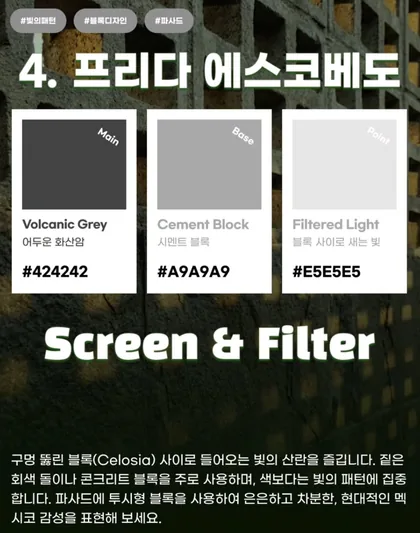 #빛의패턴 #블록디자인 #파사드
4. 프리다 에스코베도
Main Base Point
Volcanic Grey Cement Block Filtered Light
어두운 화산암 시멘트 블록 블록 사이로 새는 빛
#424242 #A9A9A9 #E5E5E5
Screen & Filter
구멍 뚫린 블록(Celosia) 사이로 들어오는 빛의 산란을 즐깁니다. 짙은
회색 돌이나 콘크리트 블록을 주로 사용하며, 색보다는 빛의 패턴에 집중
합니다. 파사드에 투시형 블록을 사용하여 은은하고 차분한, 현대적인 멕
시코 감성을 표현해 보세요.